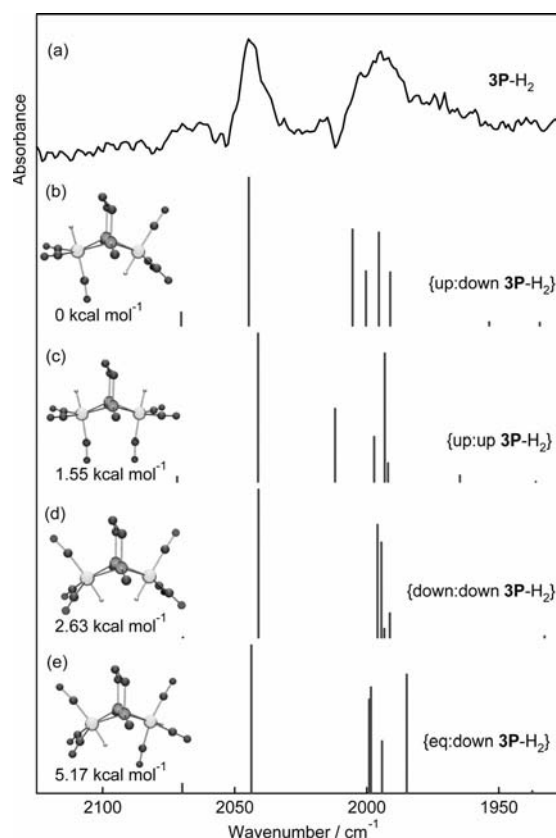 (a)
3P-H₂
Absorbance
(b)
{up:down 3P-H₂}
0 kcal mol⁻¹
(c)
{up:up 3P-H₂}
1.55 kcal mol⁻¹
(d)
{down:down 3P-H₂}
2.63 kcal mol⁻¹
(e)
{eq:down 3P-H₂}
5.17 kcal mol⁻¹
2100 2050 2000 1950
Wavenumber / cm⁻¹